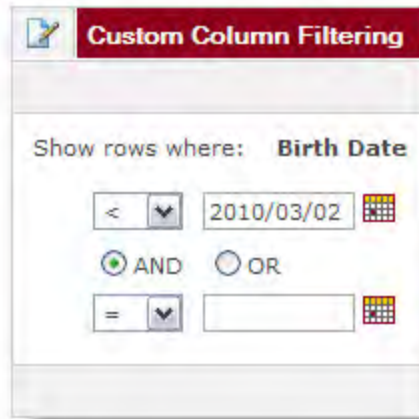 Custom Column Filtering
Show rows where: Birth Date
< 2010/03/02
AND OR
=